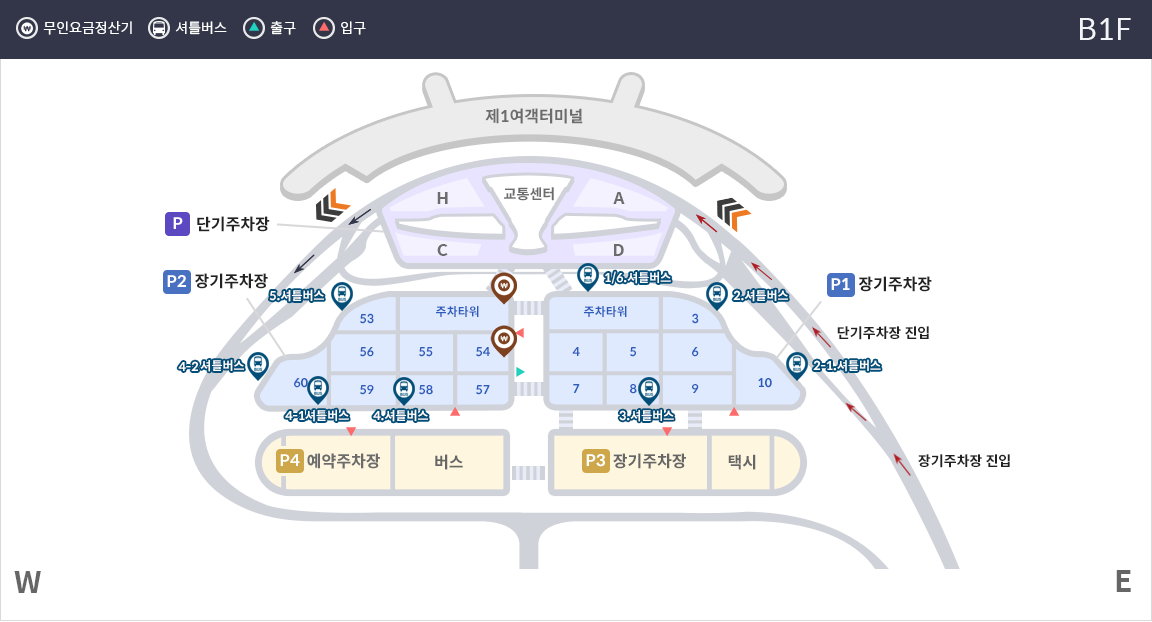 무인요금정산기 셔틀버스 출구 입구
B1F
제1여객터미널
교통센터
H
A
C
D
P 단기주차장
P2 장기주차장
P1 장기주차장
1/6.셔틀버스
5.셔틀버스
2.셔틀버스
단기주차장 진입
주차타워
주차타워
53
3
56
55
54
4
5
6
4-2.셔틀버스
2-1.셔틀버스
60
59
58
57
7
8
9
10
4-1.셔틀버스
4.셔틀버스
3.셔틀버스
P4 예약주차장
버스
P3 장기주차장
택시
장기주차장 진입
W
E